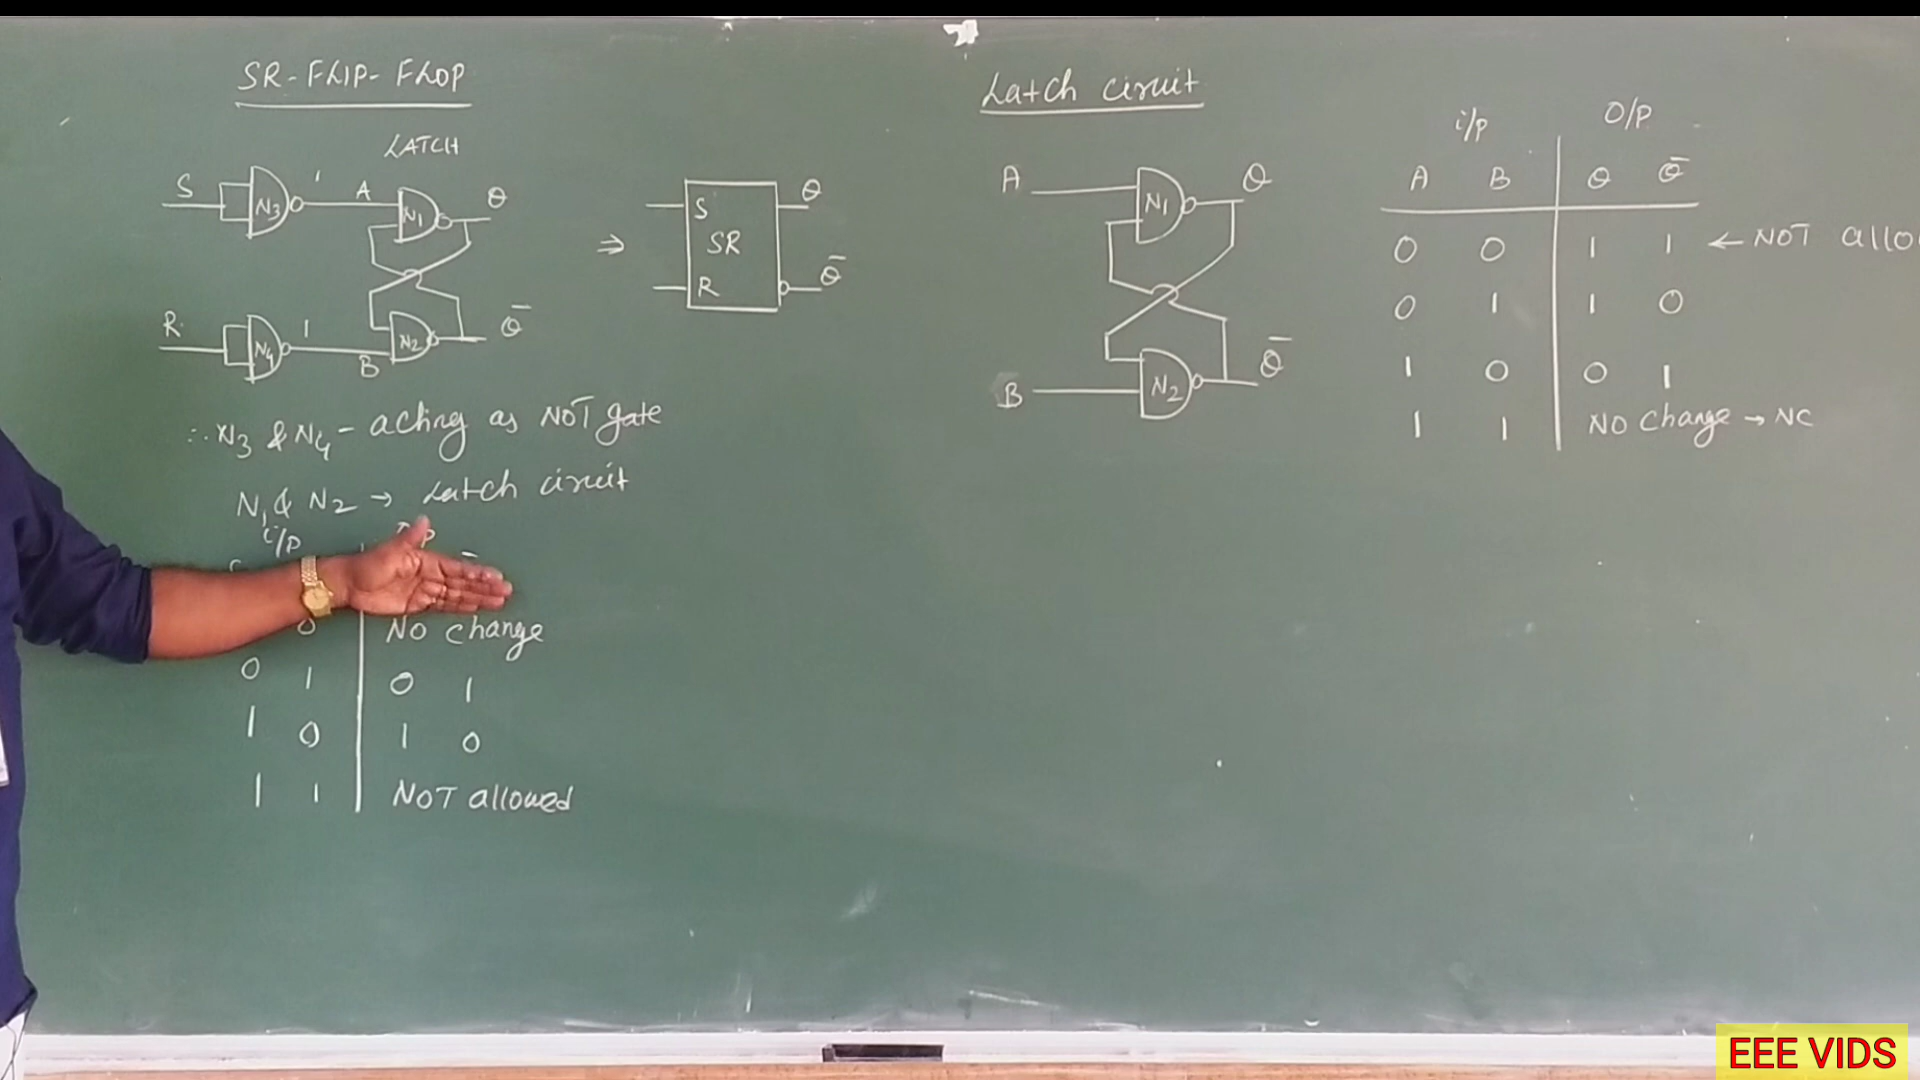 SR-FLIP-FLOP
LATCH
S N3 1 A N1 Q
R N4 1 B N2 Q̄
⇒ S Q
SR
R Q̄
∴ N3 & N4 - acting as NOT gate
N1 & N2 → Latch circuit
i/p
0 No change
0 1 0 1
1 0 1 0
1 1 NOT allowed
Latch circuit
A N1 Q
B N2 Q̄
i/p O/P
A B Q Q̄
0 0 1 1 ← NOT
0 1 1 0
1 0 0 1
1 1 NO change → NC
EEE VIDS